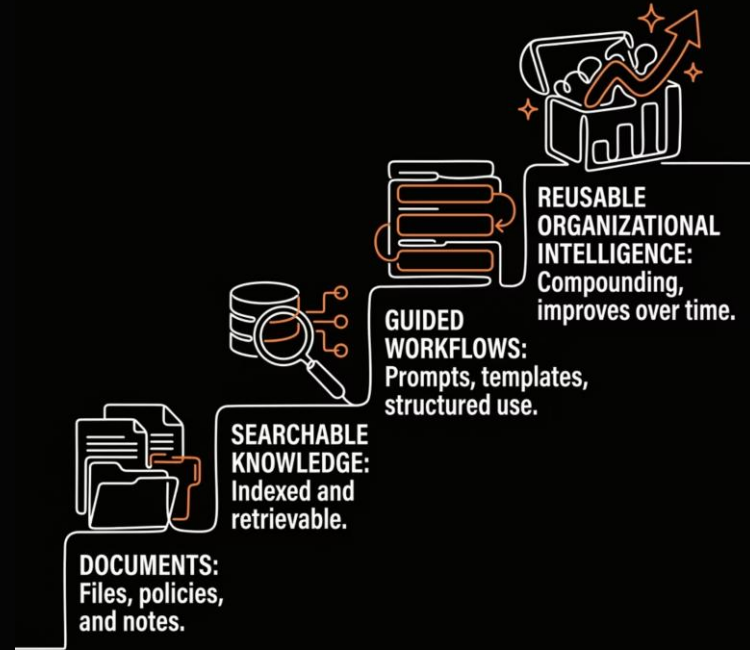 DOCUMENTS:
Files, policies,
and notes.
SEARCHABLE
KNOWLEDGE:
Indexed and
retrievable.
GUIDED
WORKFLOWS:
Prompts, templates,
structured use.
REUSABLE
ORGANIZATIONAL
INTELLIGENCE:
Compounding,
improves over time.